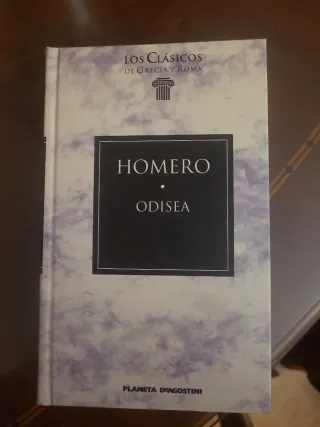 LOS CLÁSICOS
DE GRECIA Y ROMA
HOMERO
ODISEA
PLANETA DEAGOSTINI